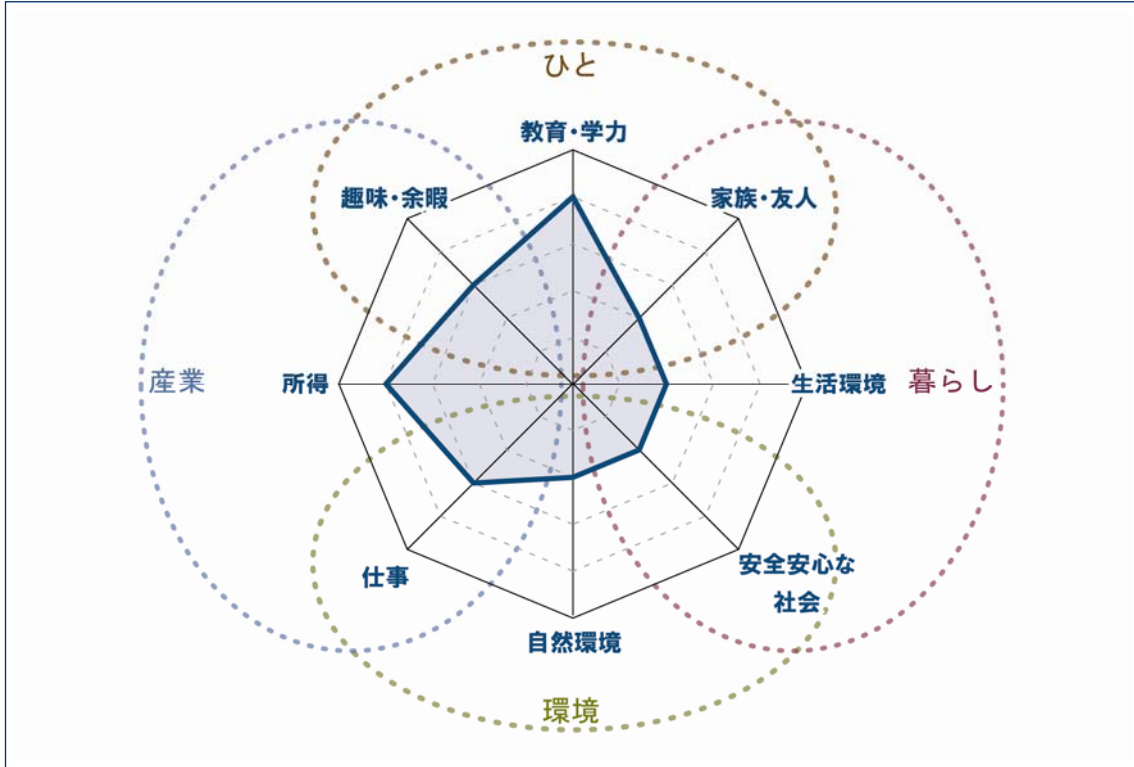 ひと
教育・学力
趣味・余暇
家族・友人
産業
所得
生活環境
暮らし
仕事
安全安心な
社会
自然環境
環境